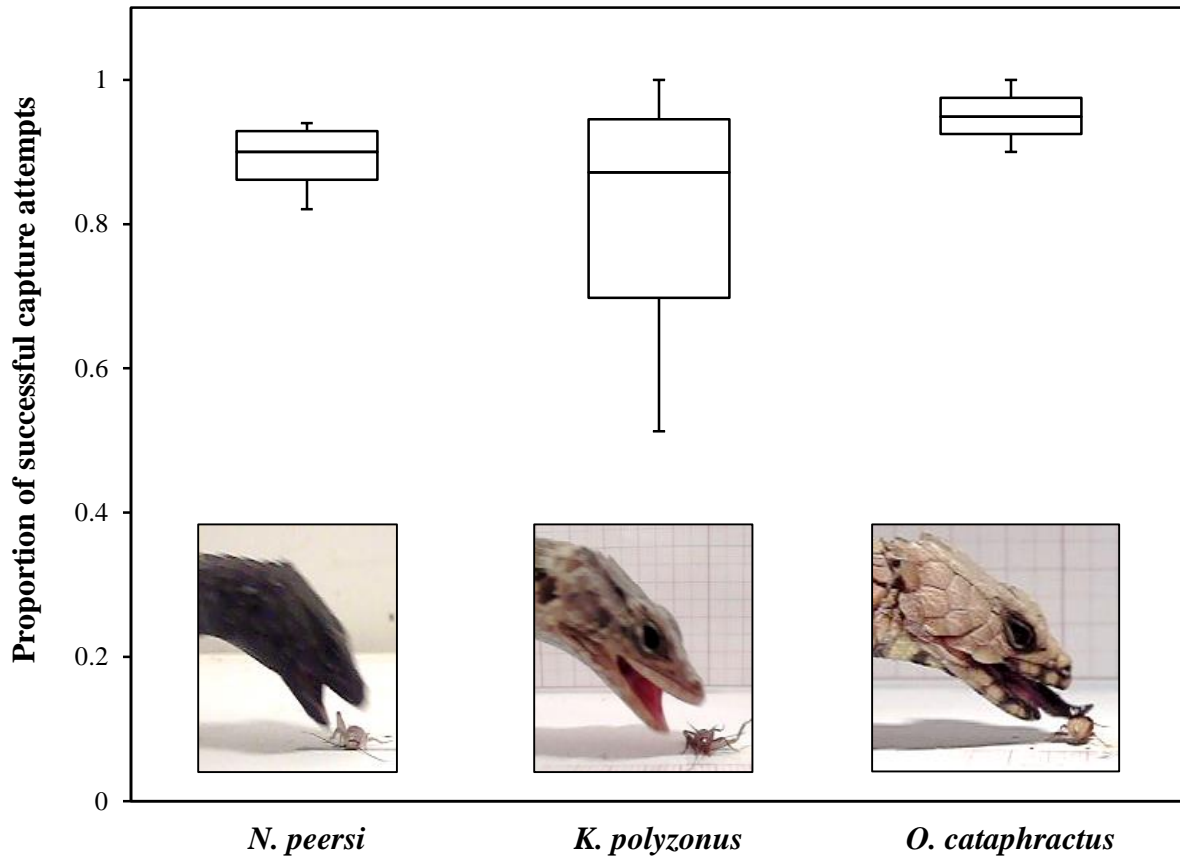 Proportion of successful capture attempts
1
0.8
0.6
0.4
0.2
0
N. peersi
K. polyzonus
O. cataphractus